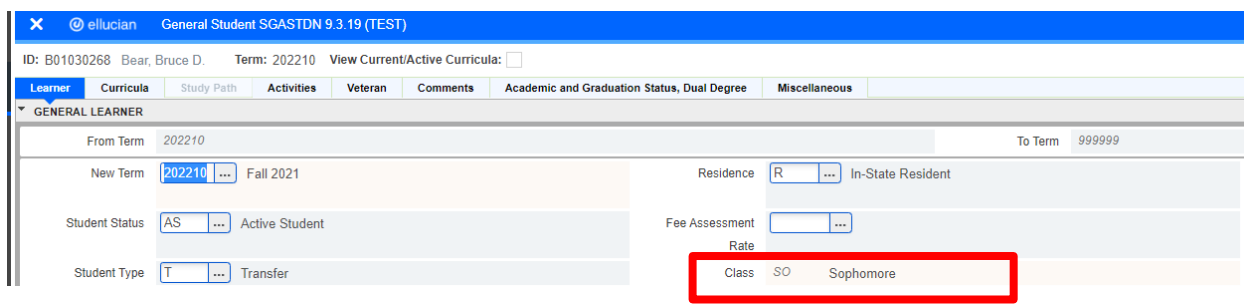 ✕ ellucian General Student SGASTDN 9.3.19 (TEST)
ID: B01030268 Bear, Bruce D. Term: 202210 View Current/Active Curricula:
Learner Curricula Study Path Activities Veteran Comments Academic and Graduation Status, Dual Degree Miscellaneous
GENERAL LEARNER
From Term 202210 To Term 999999
New Term 202210 ... Fall 2021 Residence R ... In-State Resident
Student Status AS ... Active Student Fee Assessment ...
Rate
Student Type T ... Transfer Class SO Sophomore